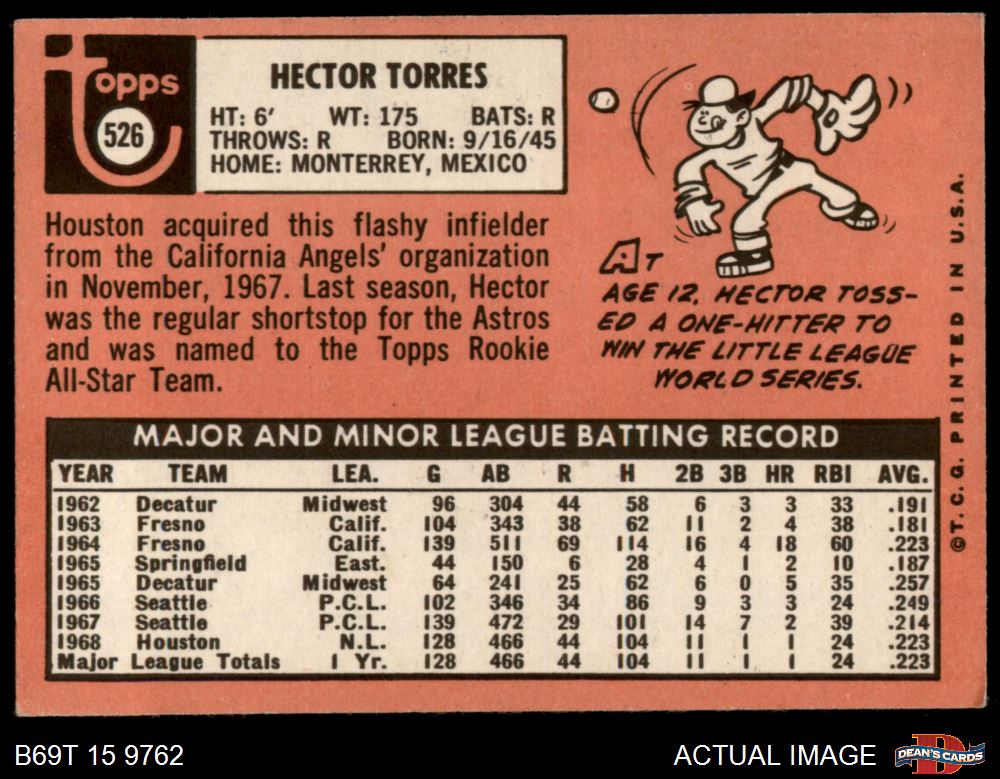 Topps
526
HECTOR TORRES
HT: 6' WT: 175 BATS: R
THROWS: R BORN: 9/16/45
HOME: MONTERREY, MEXICO
Houston acquired this flashy infielder
from the California Angels' organization
in November, 1967. Last season, Hector
was the regular shortstop for the Astros
and was named to the Topps Rookie
All-Star Team.
AT
AGE 12, HECTOR TOSS-
ED A ONE-HITTER TO
WIN THE LITTLE LEAGUE
WORLD SERIES.
©T.C.G. PRINTED IN U.S.A.
MAJOR AND MINOR LEAGUE BATTING RECORD
YEAR TEAM LEA. G AB R H 2B 3B HR RBI AVG.
1962 Decatur Midwest 96 304 44 58 6 3 3 33 .191
1963 Fresno Calif. 104 343 38 62 11 2 4 38 .181
1964 Fresno Calif. 139 511 69 114 16 4 18 60 .223
1965 Springfield East. 44 150 6 28 4 1 2 10 .187
1965 Decatur Midwest 64 241 25 62 6 0 5 35 .257
1966 Seattle P.C.L. 102 346 34 86 9 3 3 24 .249
1967 Seattle P.C.L. 139 472 29 101 14 7 2 39 .214
1968 Houston N.L. 128 466 44 104 11 1 1 24 .223
Major League Totals 1 Yr. 128 466 44 104 11 1 1 24 .223
B69T 15 9762
ACTUAL IMAGE
D
DEAN'S CARDS